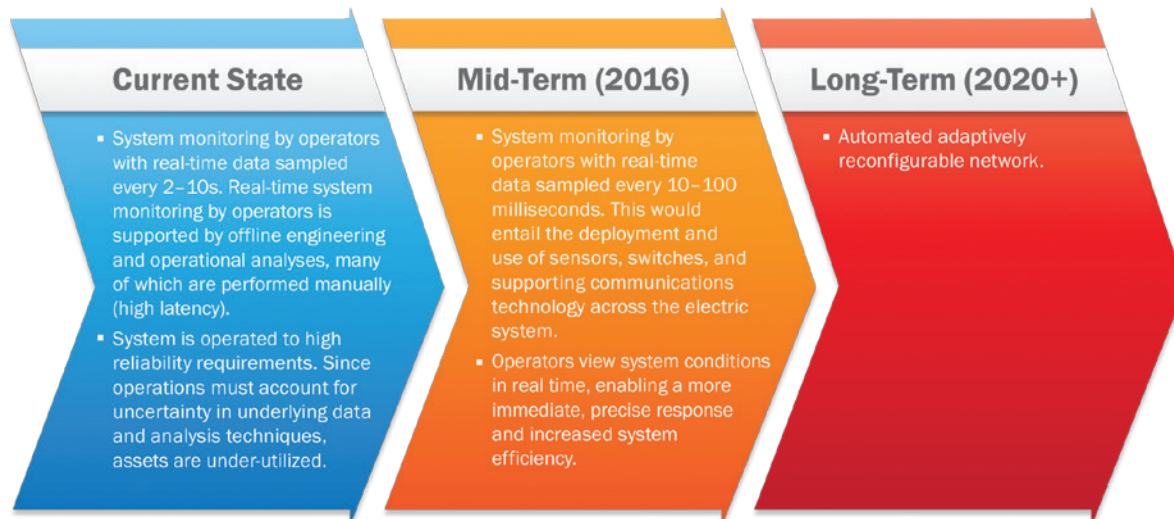 Current State
▪ System monitoring by operators
with real-time data sampled
every 2–10s. Real-time system
monitoring by operators is
supported by offline engineering
and operational analyses, many
of which are performed manually
(high latency).
▪ System is operated to high
reliability requirements. Since
operations must account for
uncertainty in underlying data
and analysis techniques,
assets are under-utilized.
Mid-Term (2016)
▪ System monitoring by
operators with real-time
data sampled every 10–100
milliseconds. This would
entail the deployment and
use of sensors, switches, and
supporting communications
technology across the electric
system.
▪ Operators view system conditions
in real time, enabling a more
immediate, precise response
and increased system
efficiency.
Long-Term (2020+)
▪ Automated adaptively
reconfigurable network.